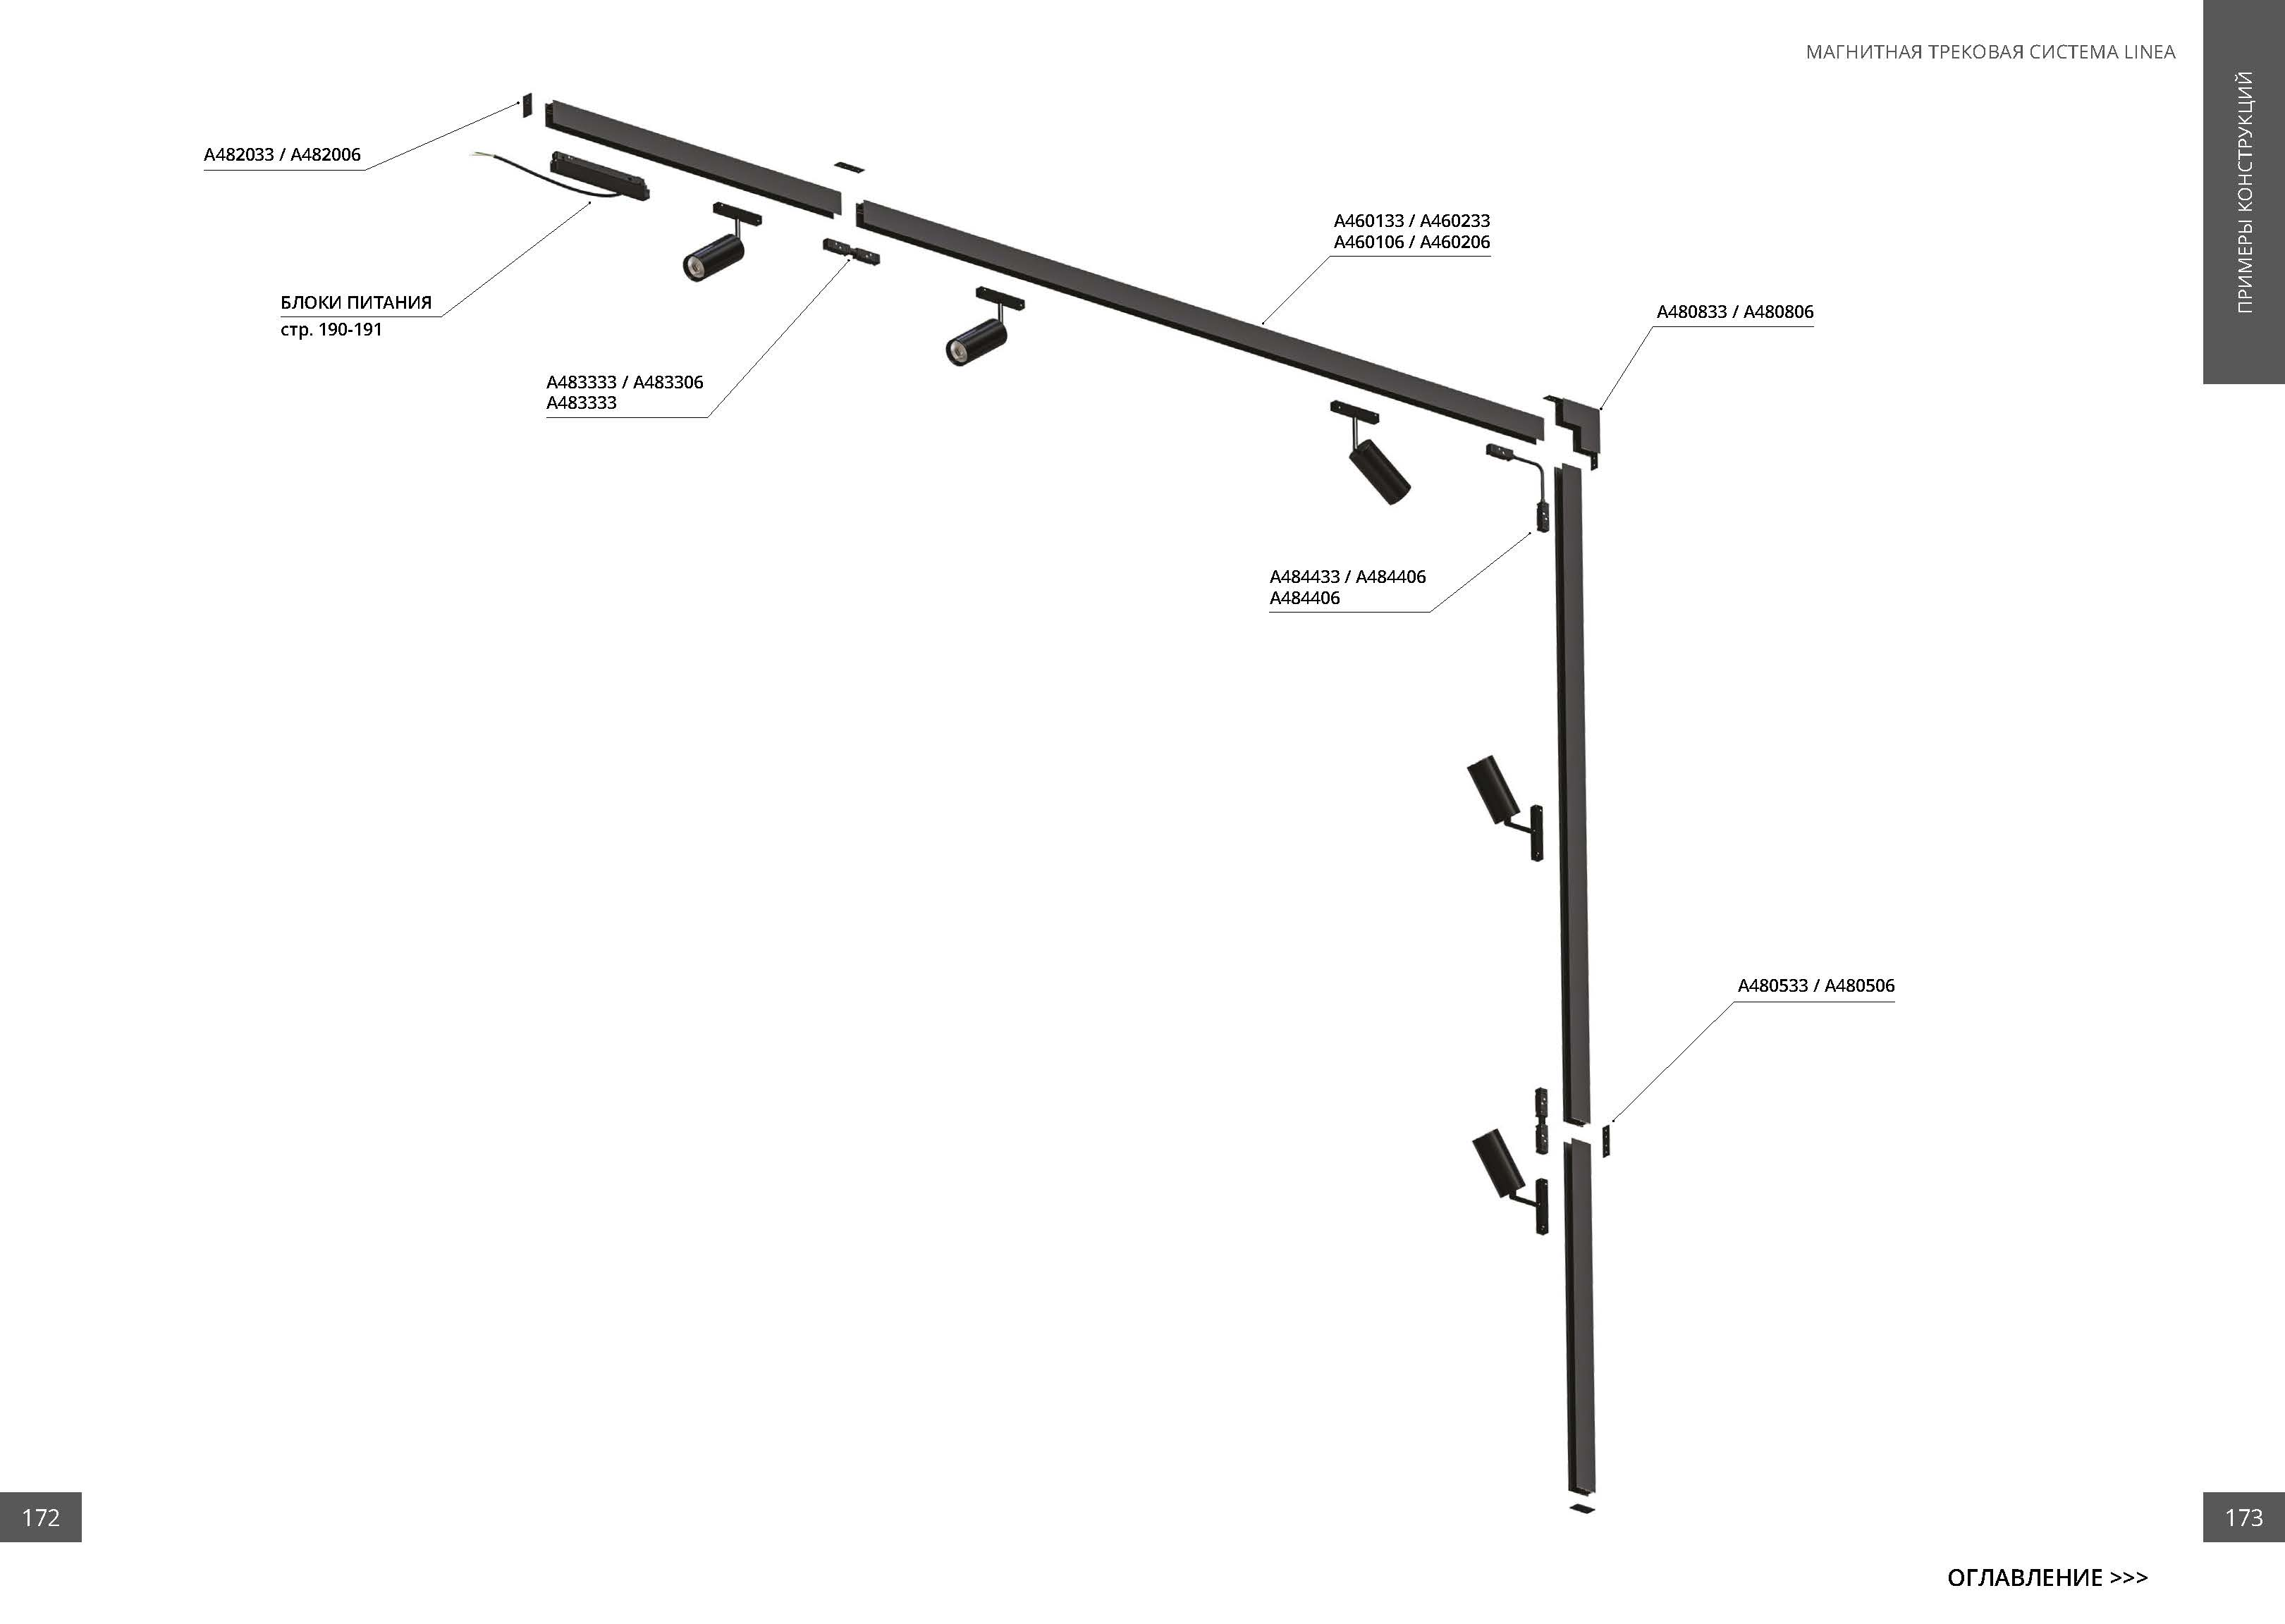 МАГНИТНАЯ ТРЕКОВАЯ СИСТЕМА LINEA
ПРИМЕРЫ КОНСТРУКЦИЙ
A482033 / A482006
БЛОКИ ПИТАНИЯ
стр. 190-191
A483333 / A483306
A483333
A460133 / A460233
A460106 / A460206
A480833 / A480806
A484433 / A484406
A484406
A480533 / A480506
172
173
ОГЛАВЛЕНИЕ >>>